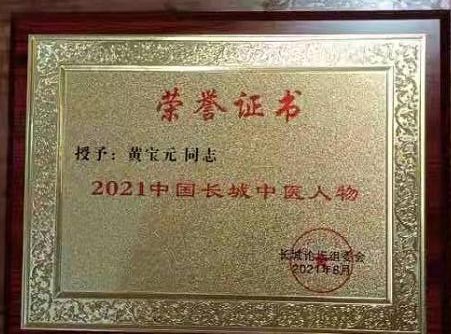 荣誉证书
授予：黄宝元 同志
2021中国长城中医人物
长城论坛组委会
2021年8月